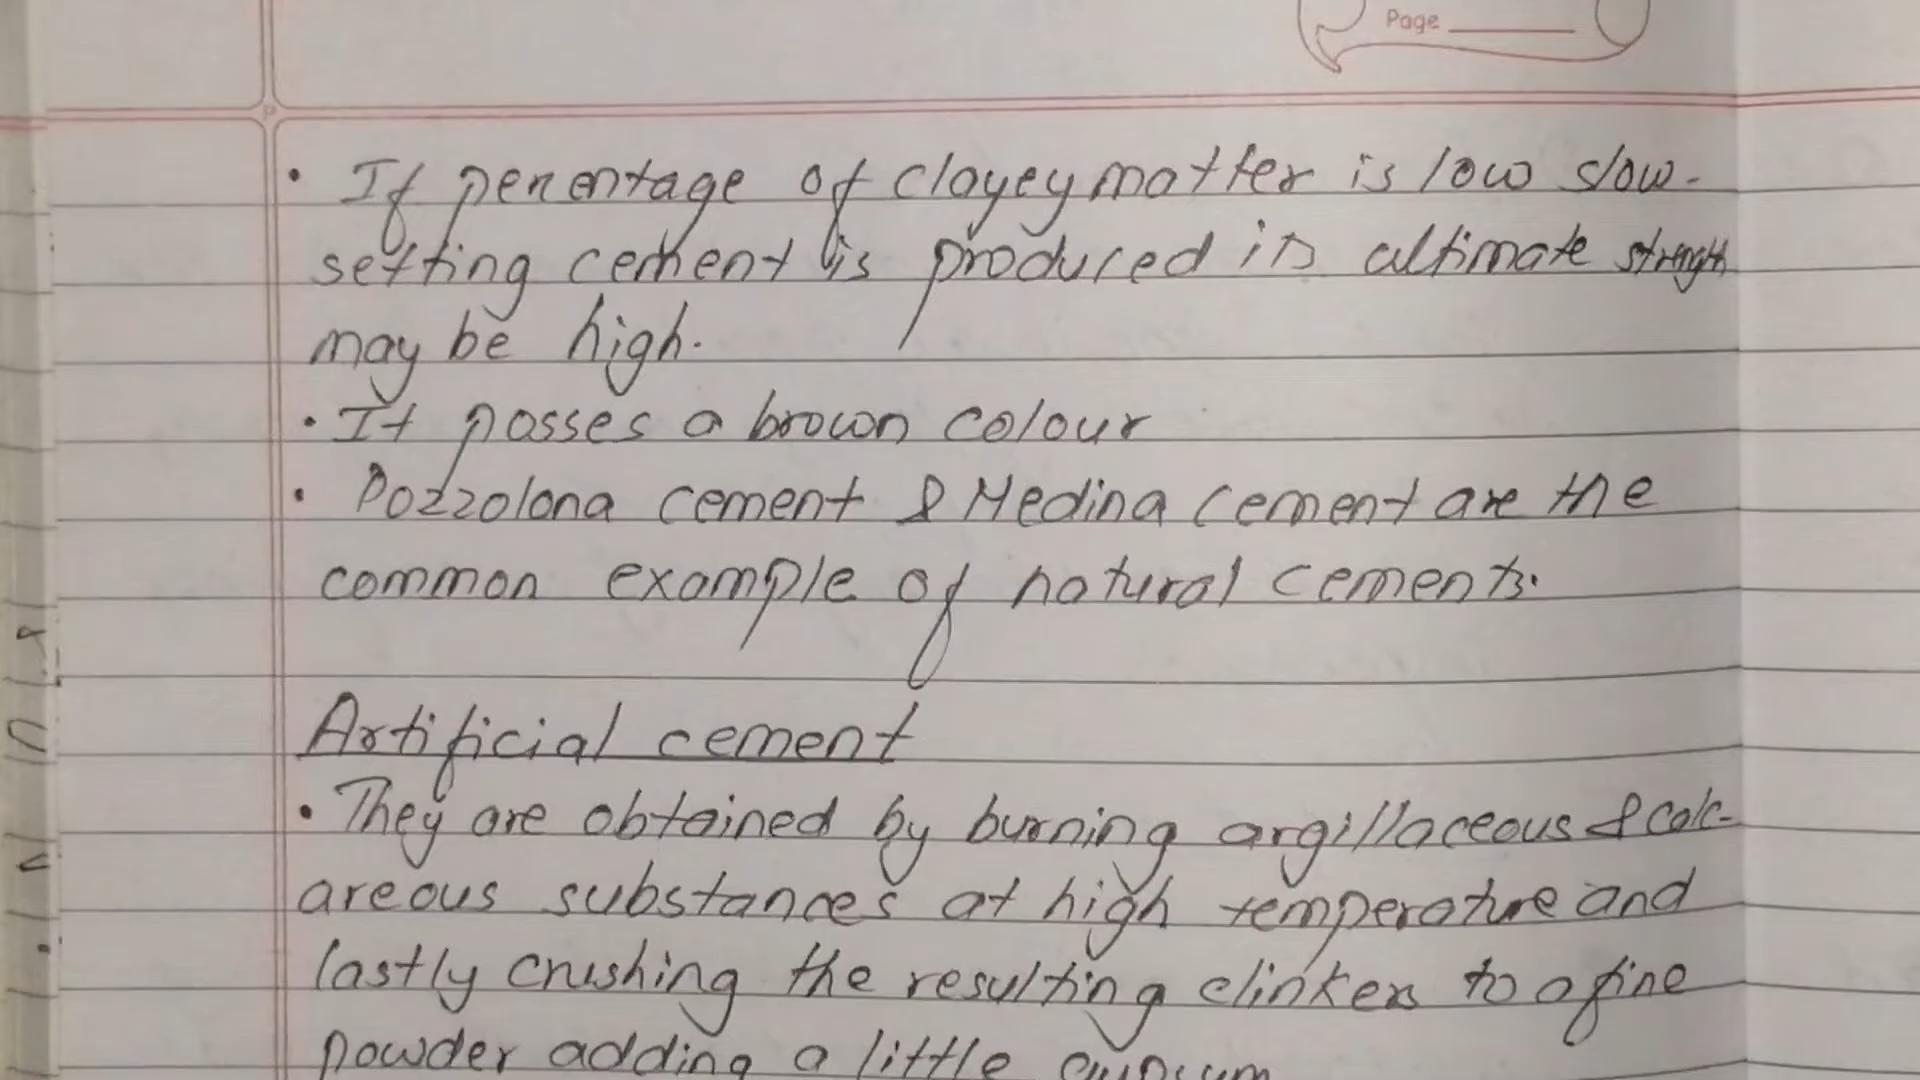 Page
• If perentage of clayey matter is low slow-
setting cement is produced its ultimate strength
may be high.
• It posses a brown colour
• Pozzolona cement & Medina cement are the
common example of natural cements.
Artificial cement
• They are obtained by burning argillaceous & calc-
areous substances at high temperature and
lastly crushing the resulting clinker to a fine
powder adding a little gypsum